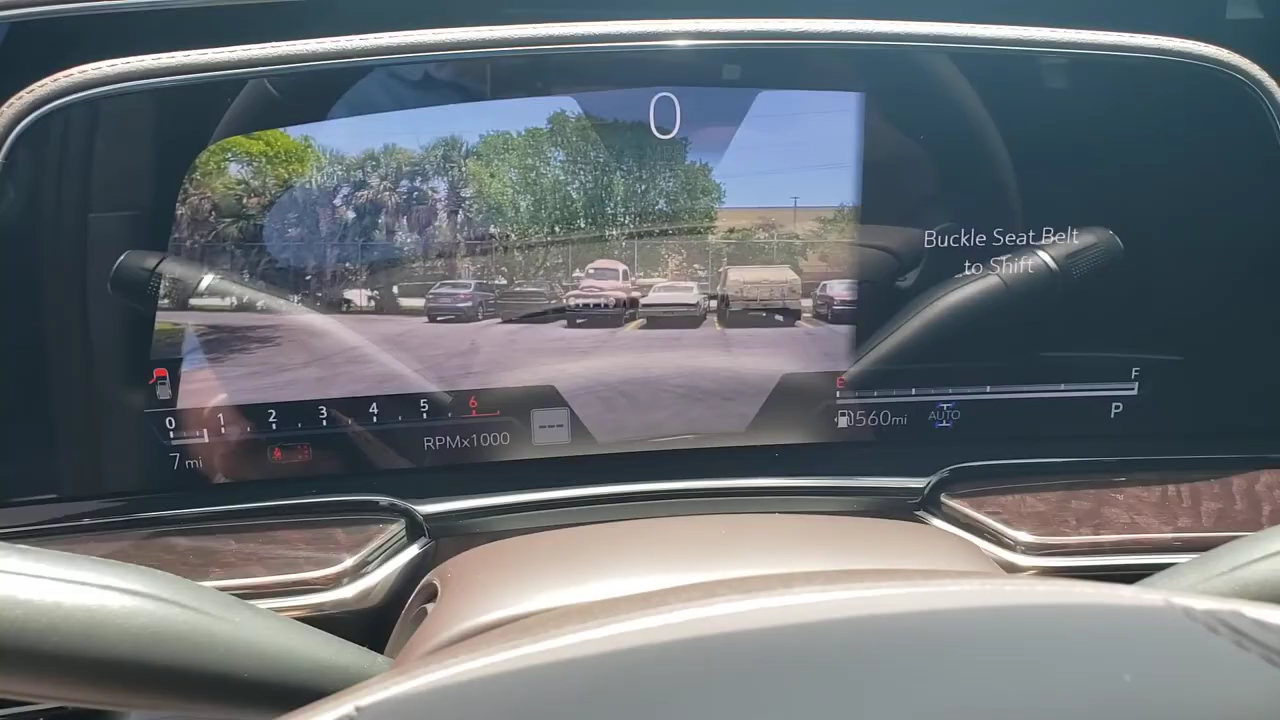 0
Buckle Seat Belt
to Shift
E F
0 1 2 3 4 5 6
560mi AUTO P
RPMx1000 ---
7 mi